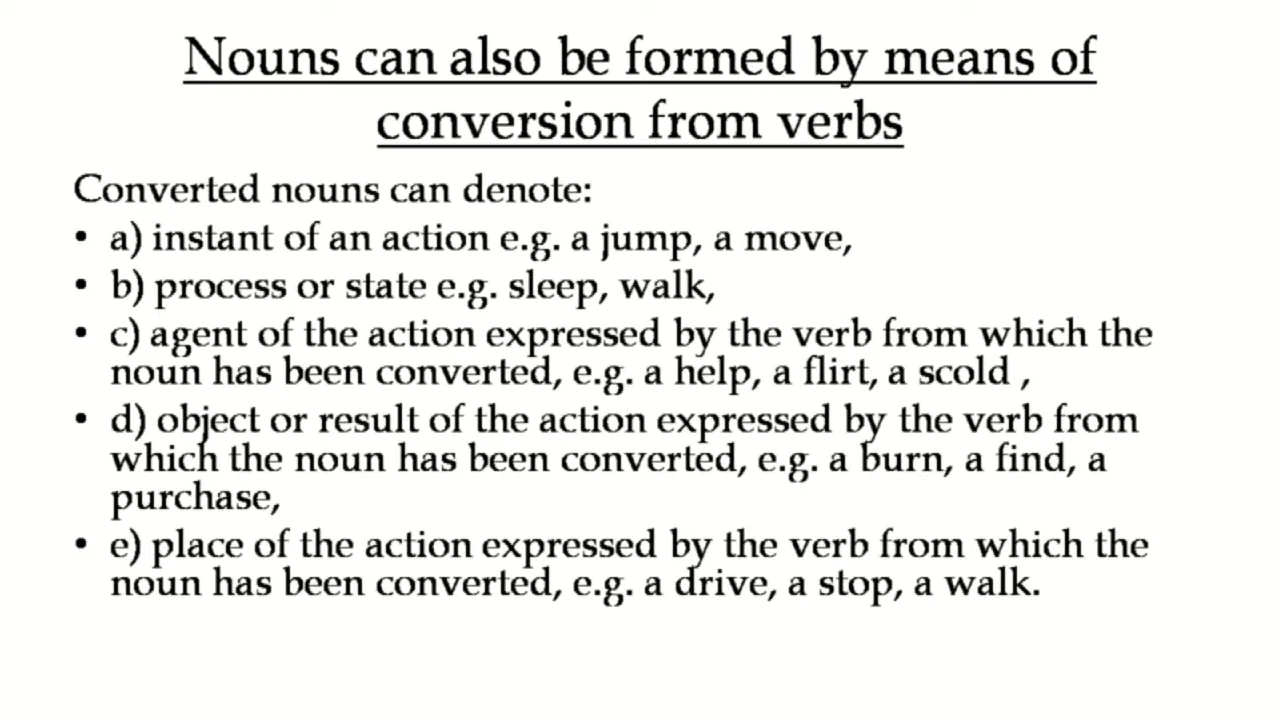 Nouns can also be formed by means of
conversion from verbs
Converted nouns can denote:
• a) instant of an action e.g. a jump, a move,
• b) process or state e.g. sleep, walk,
• c) agent of the action expressed by the verb from which the
noun has been converted, e.g. a help, a flirt, a scold ,
• d) object or result of the action expressed by the verb from
which the noun has been converted, e.g. a burn, a find, a
purchase,
• e) place of the action expressed by the verb from which the
noun has been converted, e.g. a drive, a stop, a walk.